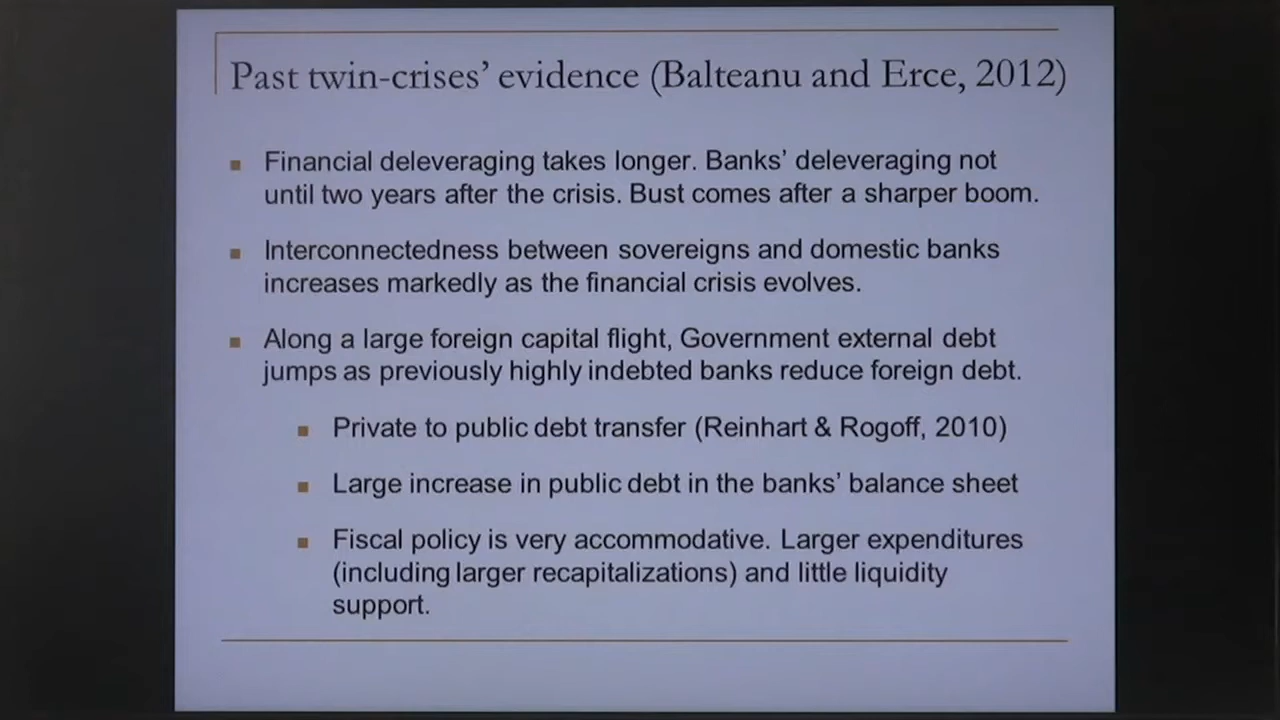 Past twin-crises' evidence (Balteanu and Erce, 2012)
Financial deleveraging takes longer. Banks' deleveraging not
until two years after the crisis. Bust comes after a sharper boom.
Interconnectedness between sovereigns and domestic banks
increases markedly as the financial crisis evolves.
Along a large foreign capital flight, Government external debt
jumps as previously highly indebted banks reduce foreign debt.
Private to public debt transfer (Reinhart & Rogoff, 2010)
Large increase in public debt in the banks' balance sheet
Fiscal policy is very accommodative. Larger expenditures
(including larger recapitalizations) and little liquidity
support.